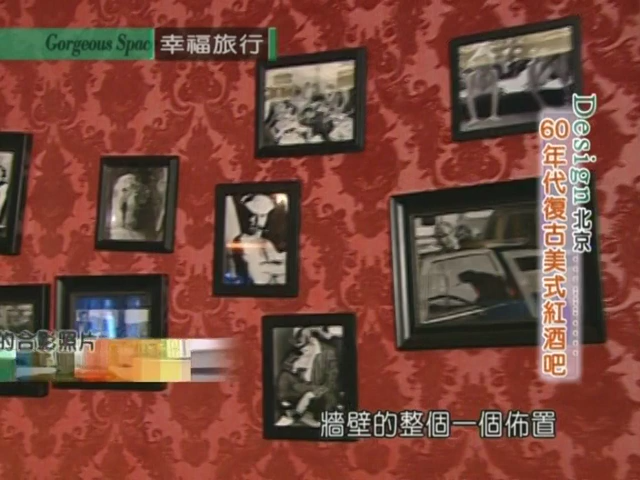 Gorgeous Spac 幸福旅行
Design 北京
60年代復古美式紅酒吧
的合影照片
牆壁的整個一個佈置